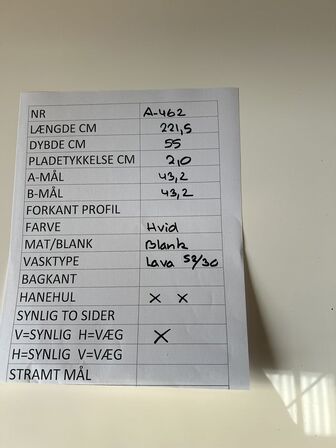 NR A-462
LÆNGDE CM 221,5
DYBDE CM 55
PLADETYKKELSE CM 2,0
A-MÅL 43,2
B-MÅL 43,2
FORKANT PROFIL
FARVE Hvid
MAT/BLANK Blank
VASKTYPE Lava 52/30
BAGKANT
HANEHUL X X
SYNLIG TO SIDER
V=SYNLIG H=VÆG X
H=SYNLIG V=VÆG
STRAMT MÅL